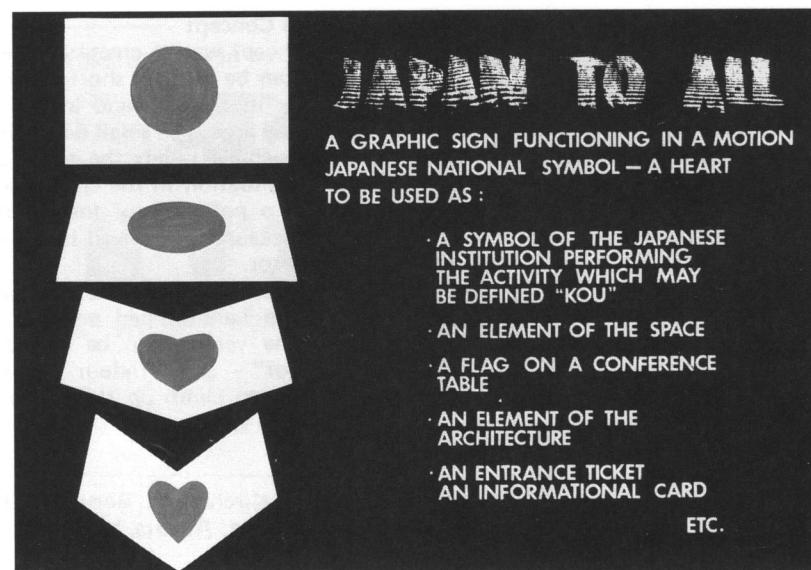 JAPAN TO ALL
A GRAPHIC SIGN FUNCTIONING IN A MOTION
JAPANESE NATIONAL SYMBOL — A HEART
TO BE USED AS :
· A SYMBOL OF THE JAPANESE
INSTITUTION PERFORMING
THE ACTIVITY WHICH MAY
BE DEFINED "KOU"
· AN ELEMENT OF THE SPACE
· A FLAG ON A CONFERENCE
TABLE
· AN ELEMENT OF THE
ARCHITECTURE
· AN ENTRANCE TICKET
AN INFORMATIONAL CARD
ETC.